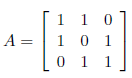 A = [ 1 1 0
1 0 1
0 1 1 ]